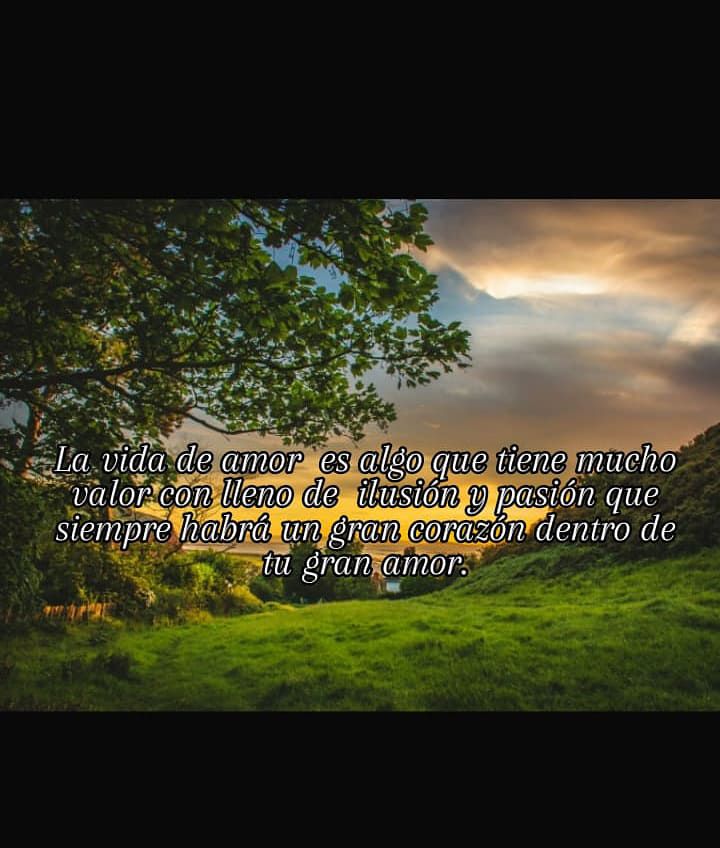 La vida de amor  es algo que tiene mucho
valor con lleno de  ilusión y pasión que
siempre habrá un gran corazón dentro de
tu gran amor.